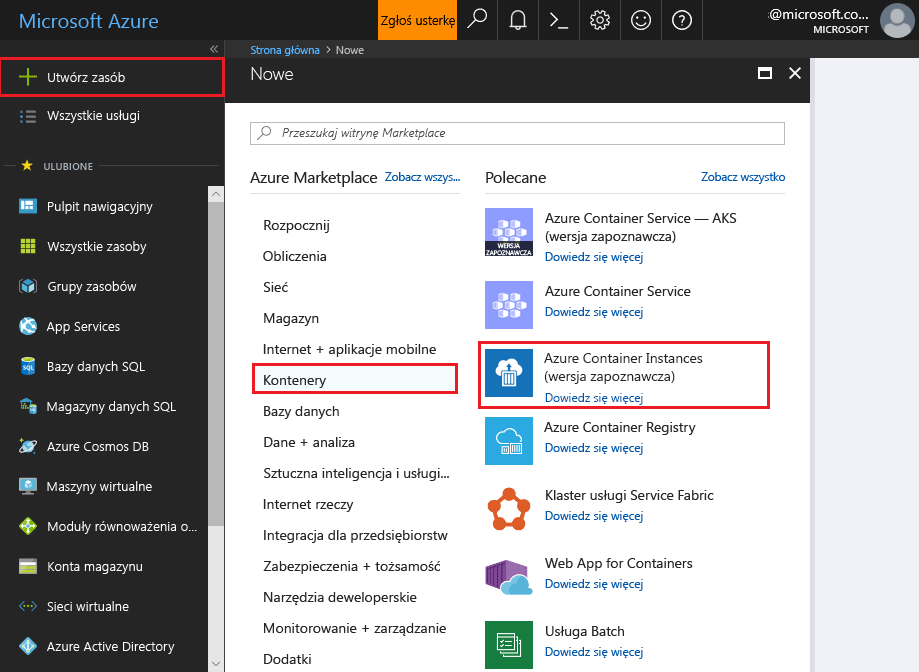 Microsoft Azure
Zgłoś usterkę
:@microsoft.co...
MICROSOFT
«
Strona główna > Nowe
Utwórz zasób
Wszystkie usługi
ULUBIONE
Pulpit nawigacyjny
Wszystkie zasoby
Grupy zasobów
App Services
Bazy danych SQL
Magazyny danych SQL
Azure Cosmos DB
Maszyny wirtualne
Moduły równoważenia o...
Konta magazynu
Sieci wirtualne
Azure Active Directory
Nowe
Przeszukaj witrynę Marketplace
Azure Marketplace Zobacz wszys...
Rozpocznij
Obliczenia
Sieć
Magazyn
Internet + aplikacje mobilne
Kontenery
Bazy danych
Dane + analiza
Sztuczna inteligencja i usługi...
Internet rzeczy
Integracja dla przedsiębiorstw
Zabezpieczenia + tożsamość
Narzędzia deweloperskie
Monitorowanie + zarządzanie
Dodatki
Polecane Zobacz wszystko
WERSJA
ZAPOZNAWCZA
Azure Container Service — AKS
(wersja zapoznawcza)
Dowiedz się więcej
Azure Container Service
Dowiedz się więcej
Azure Container Instances
(wersja zapoznawcza)
Dowiedz się więcej
Azure Container Registry
Dowiedz się więcej
Klaster usługi Service Fabric
Dowiedz się więcej
Web App for Containers
Dowiedz się więcej
Usługa Batch
Dowiedz się więcej